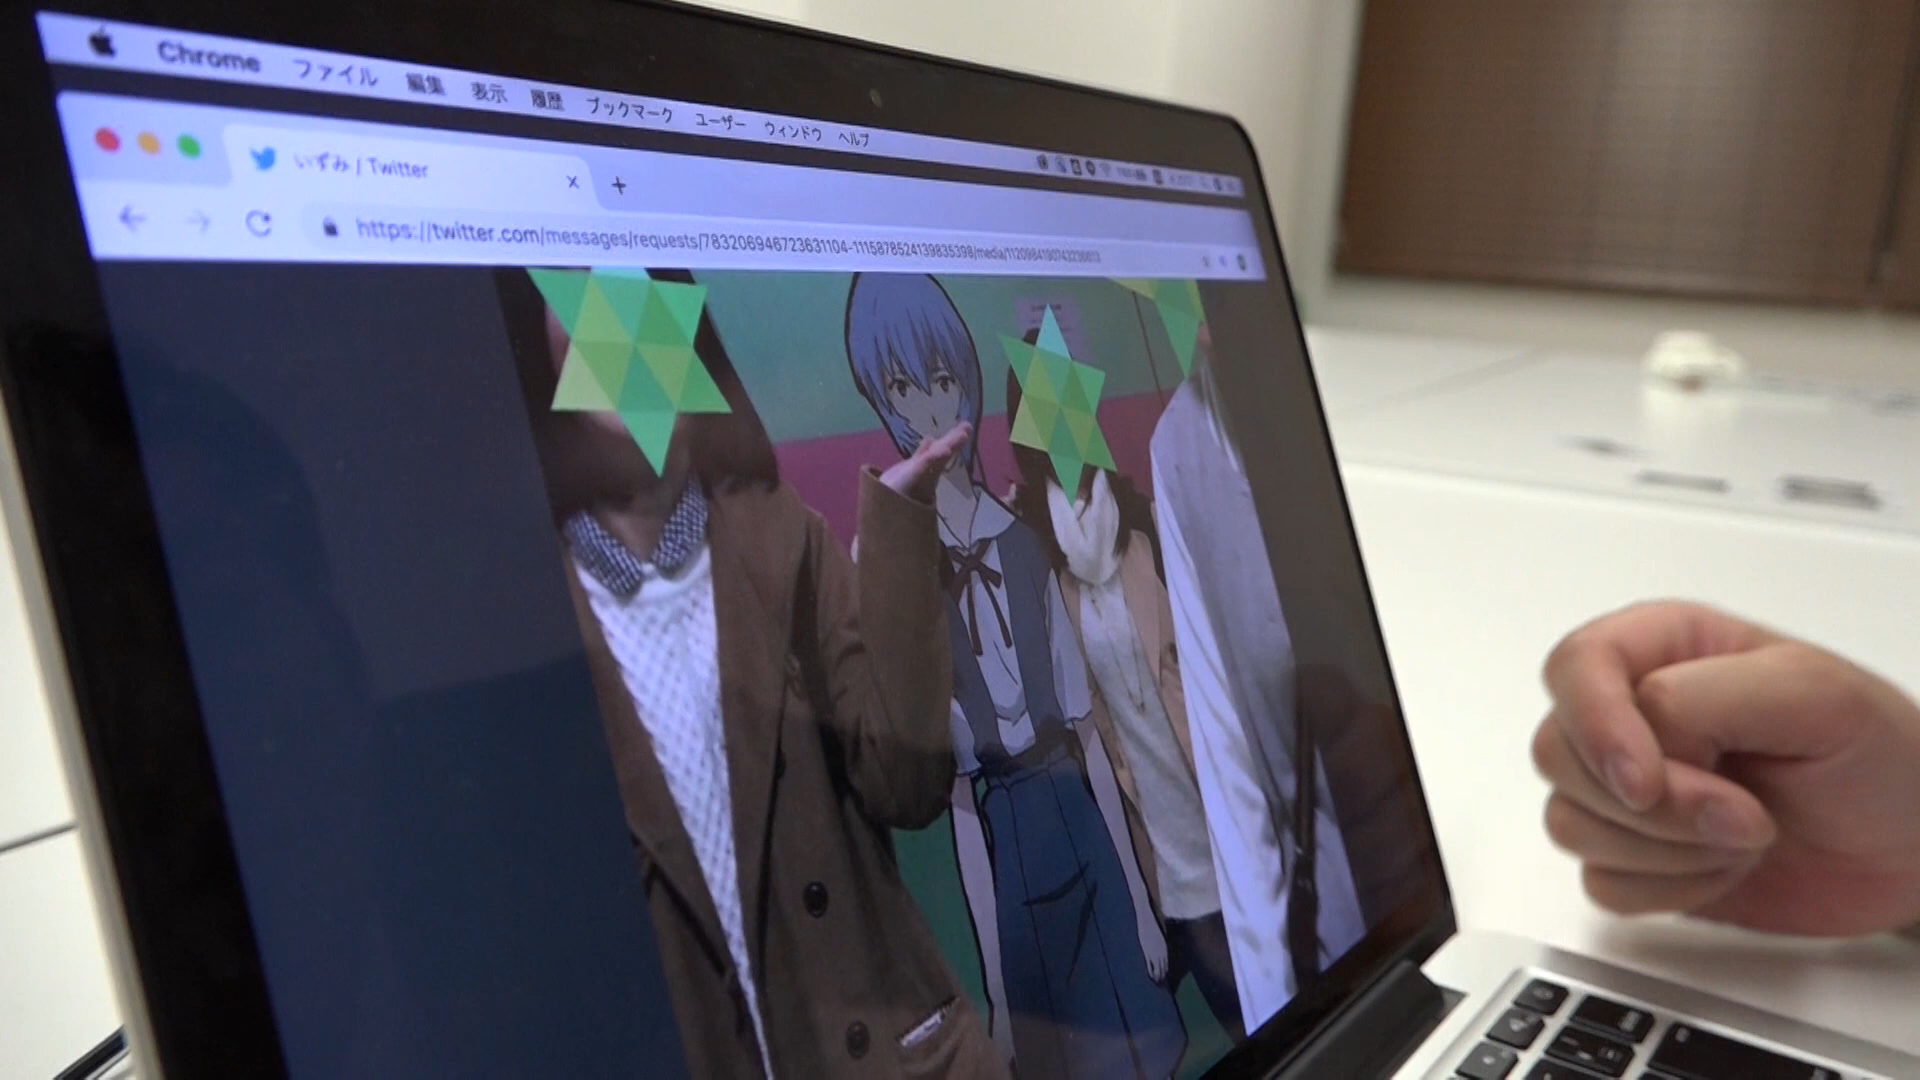 Chrome ファイル 編集 表示 履歴 ブックマーク ユーザー ウィンドウ ヘルプ
いずみ / Twitter
https://twitter.com/messages/requests/783206946723631104-1115878524139835398/media/1120984190743236613